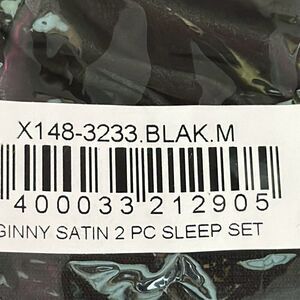 X148-3233.BLAK.M
400033 212905
GINNY SATIN 2 PC SLEEP SET